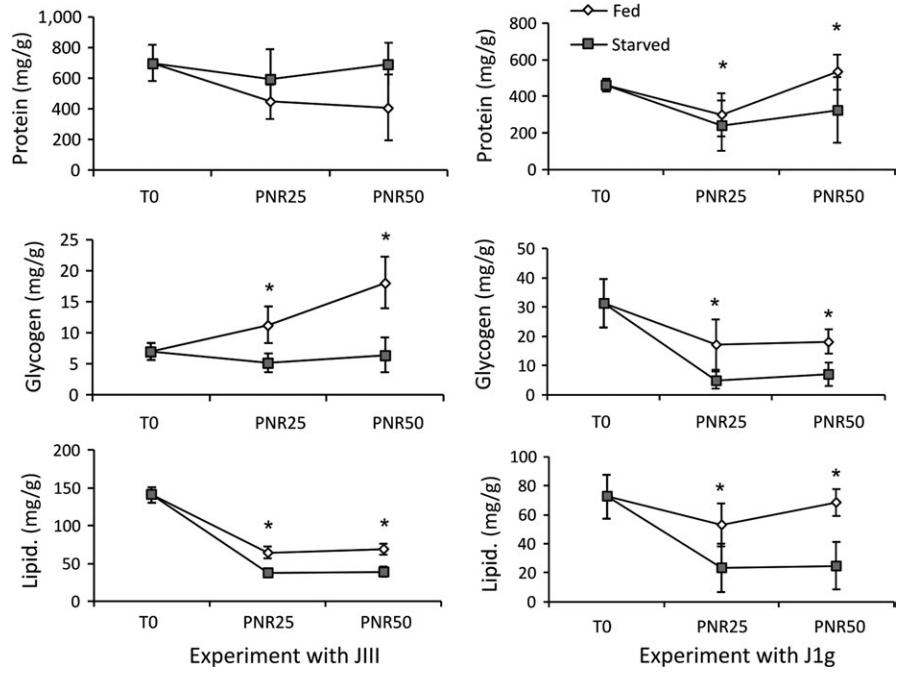 Protein (mg/g)
1,000
800
600
400
200
0
T0 PNR25 PNR50
Fed
Starved
Protein (mg/g)
800
600
400
200
0
* *
T0 PNR25 PNR50
Glycogen (mg/g)
25
20
15
10
5
0
* *
T0 PNR25 PNR50
Glycogen (mg/g)
50
40
30
20
10
0
* *
T0 PNR25 PNR50
Lipid. (mg/g)
200
150
100
50
0
* *
T0 PNR25 PNR50
Experiment with JIII
Lipid. (mg/g)
100
80
60
40
20
0
* *
T0 PNR25 PNR50
Experiment with J1g